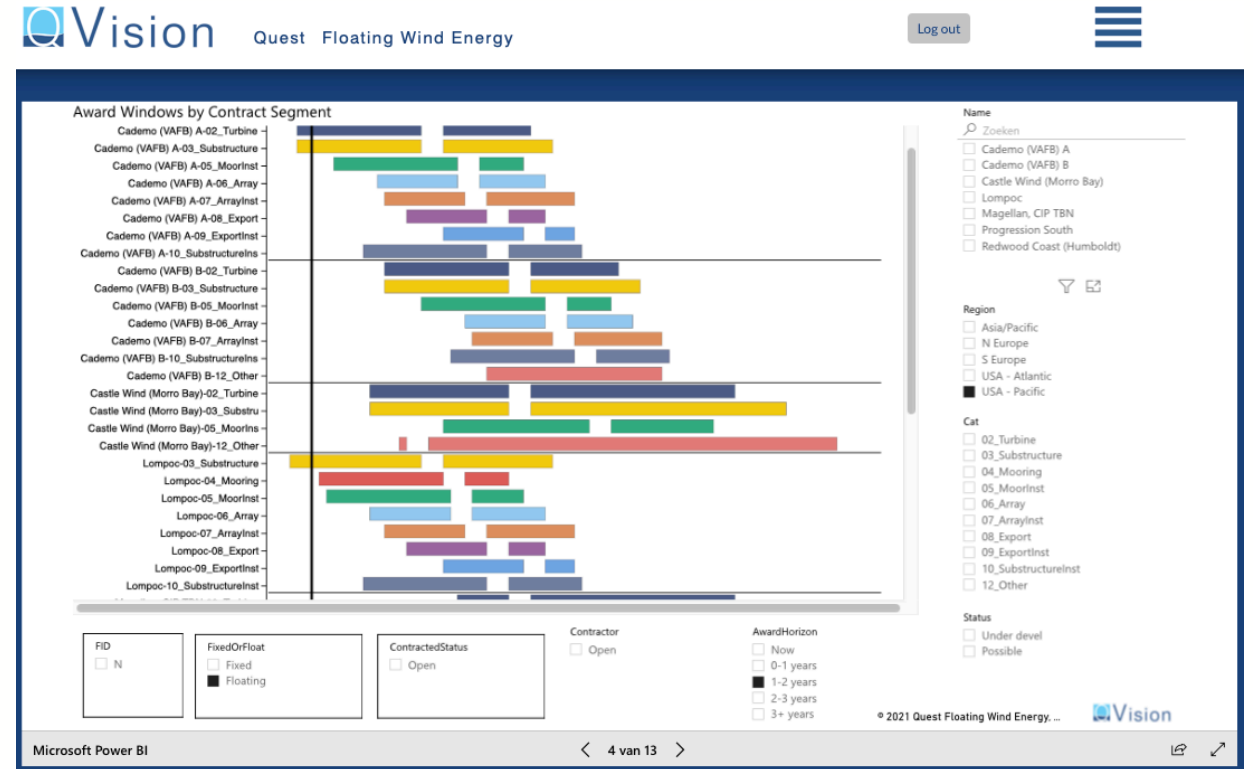 QVision Quest Floating Wind Energy
Log out
Award Windows by Contract Segment
Cademo (VAFB) A-02_Turbine
Cademo (VAFB) A-03_Substructure
Cademo (VAFB) A-05_MoorInst
Cademo (VAFB) A-06_Array
Cademo (VAFB) A-07_ArrayInst
Cademo (VAFB) A-08_Export
Cademo (VAFB) A-09_ExportInst
Cademo (VAFB) A-10_SubstructureIns
Cademo (VAFB) B-02_Turbine
Cademo (VAFB) B-03_Substructure
Cademo (VAFB) B-05_MoorInst
Cademo (VAFB) B-06_Array
Cademo (VAFB) B-07_ArrayInst
Cademo (VAFB) B-10_SubstructureIns
Cademo (VAFB) B-12_Other
Castle Wind (Morro Bay)-02_Turbine
Castle Wind (Morro Bay)-03_Substru
Castle Wind (Morro Bay)-05_MoorIns
Castle Wind (Morro Bay)-12_Other
Lompoc-03_Substructure
Lompoc-04_Mooring
Lompoc-05_MoorInst
Lompoc-06_Array
Lompoc-07_ArrayInst
Lompoc-08_Export
Lompoc-09_ExportInst
Lompoc-10_SubstructureInst
Name
Zoeken
Cademo (VAFB) A
Cademo (VAFB) B
Castle Wind (Morro Bay)
Lompoc
Magellan, CIP TBN
Progression South
Redwood Coast (Humboldt)
Region
Asia/Pacific
N Europe
S Europe
USA - Atlantic
USA - Pacific
Cat
02_Turbine
03_Substructure
04_Mooring
05_MoorInst
06_Array
07_ArrayInst
08_Export
09_ExportInst
10_SubstructureInst
12_Other
Status
Under devel
Possible
FID
N
FixedOrFloat
Fixed
Floating
ContractedStatus
Open
Contractor
Open
AwardHorizon
Now
0-1 years
1-2 years
2-3 years
3+ years
© 2021 Quest Floating Wind Energy, ...
QVision
Microsoft Power BI
4 van 13